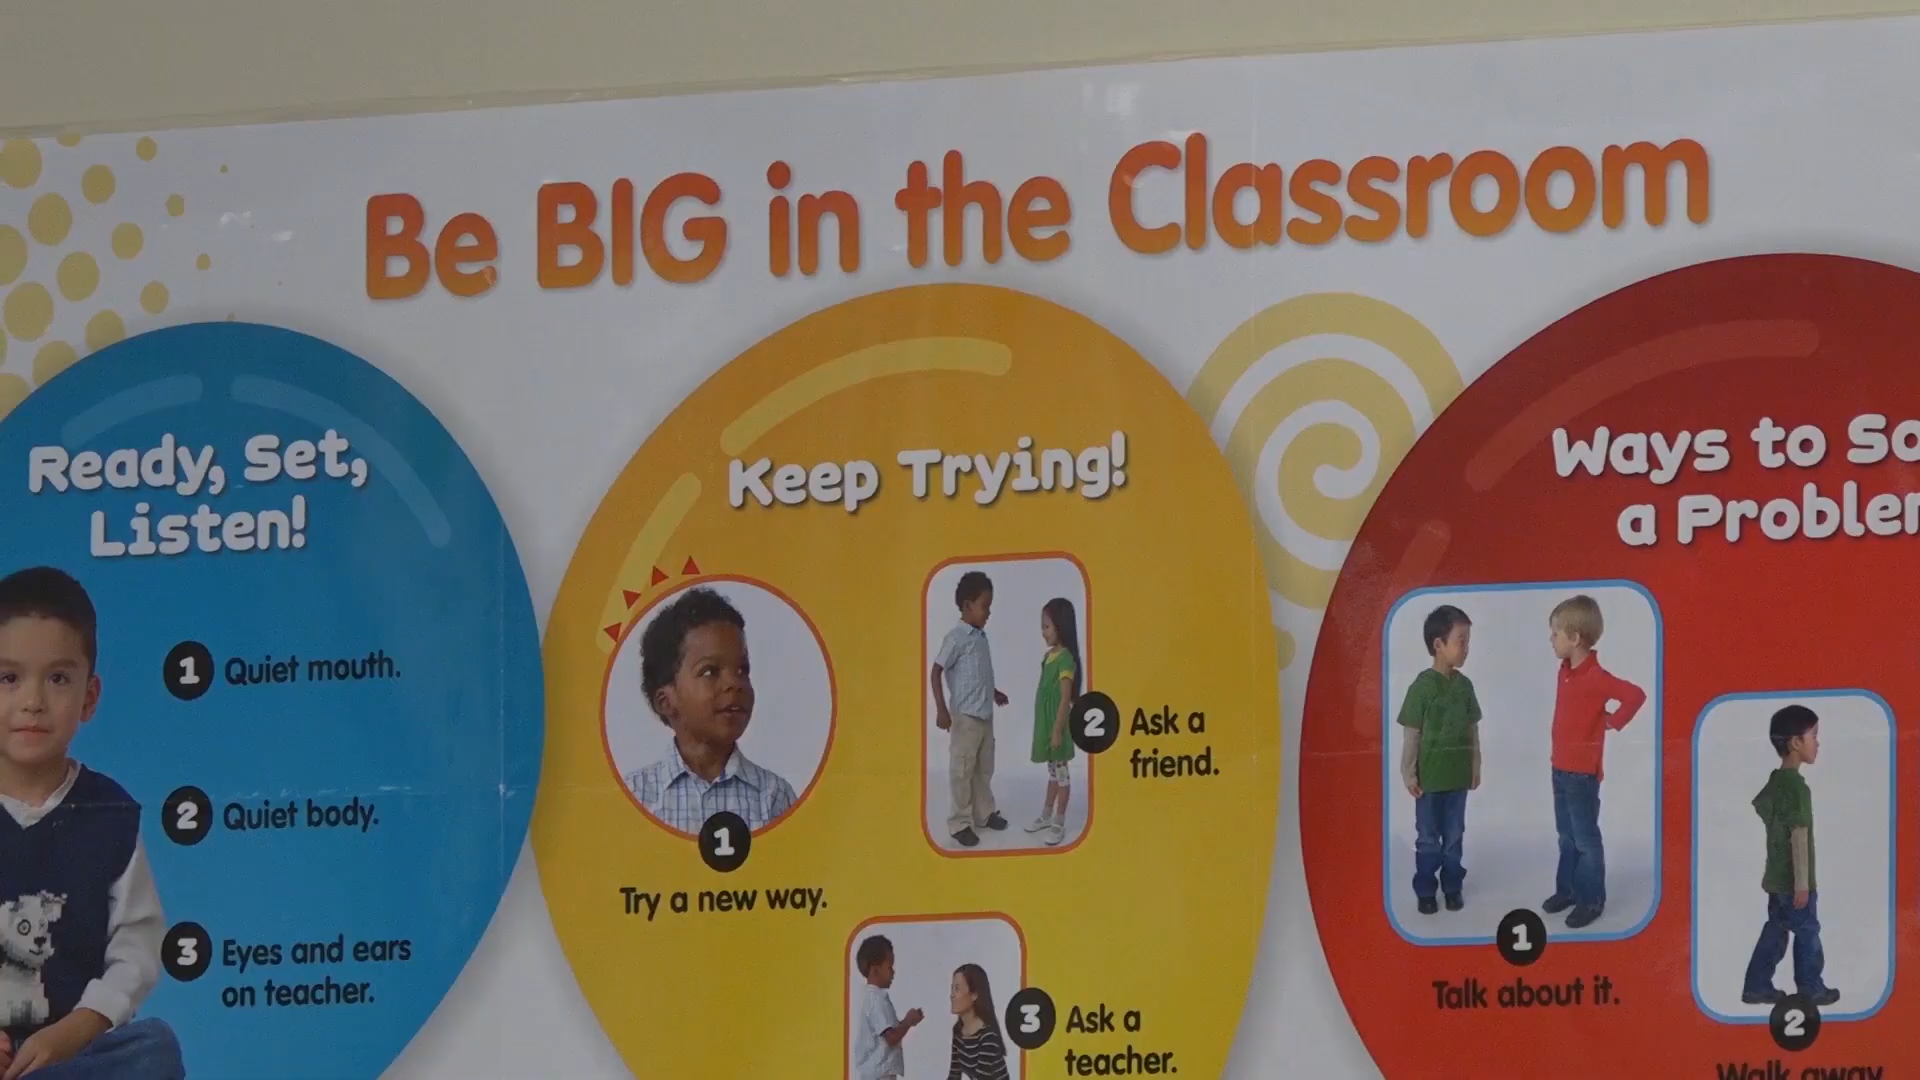 Be BIG in the Classroom
Ready, Set,
Listen!
1 Quiet mouth.
2 Quiet body.
3 Eyes and ears
on teacher.
Keep Trying!
1
Try a new way.
2 Ask a
friend.
3 Ask a
teacher.
Ways to So
a Problem
1
Talk about it.
2
Walk away